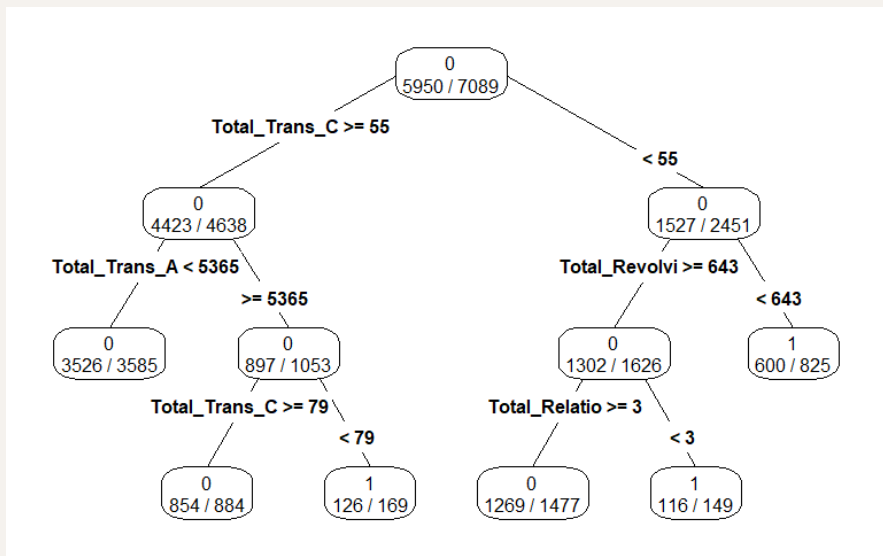 0
5950 / 7089
Total_Trans_C >= 55
< 55
0
4423 / 4638
0
1527 / 2451
Total_Trans_A < 5365
>= 5365
Total_Revolvi >= 643
< 643
0
3526 / 3585
0
897 / 1053
0
1302 / 1626
1
600 / 825
Total_Trans_C >= 79
< 79
Total_Relatio >= 3
< 3
0
854 / 884
1
126 / 169
0
1269 / 1477
1
116 / 149